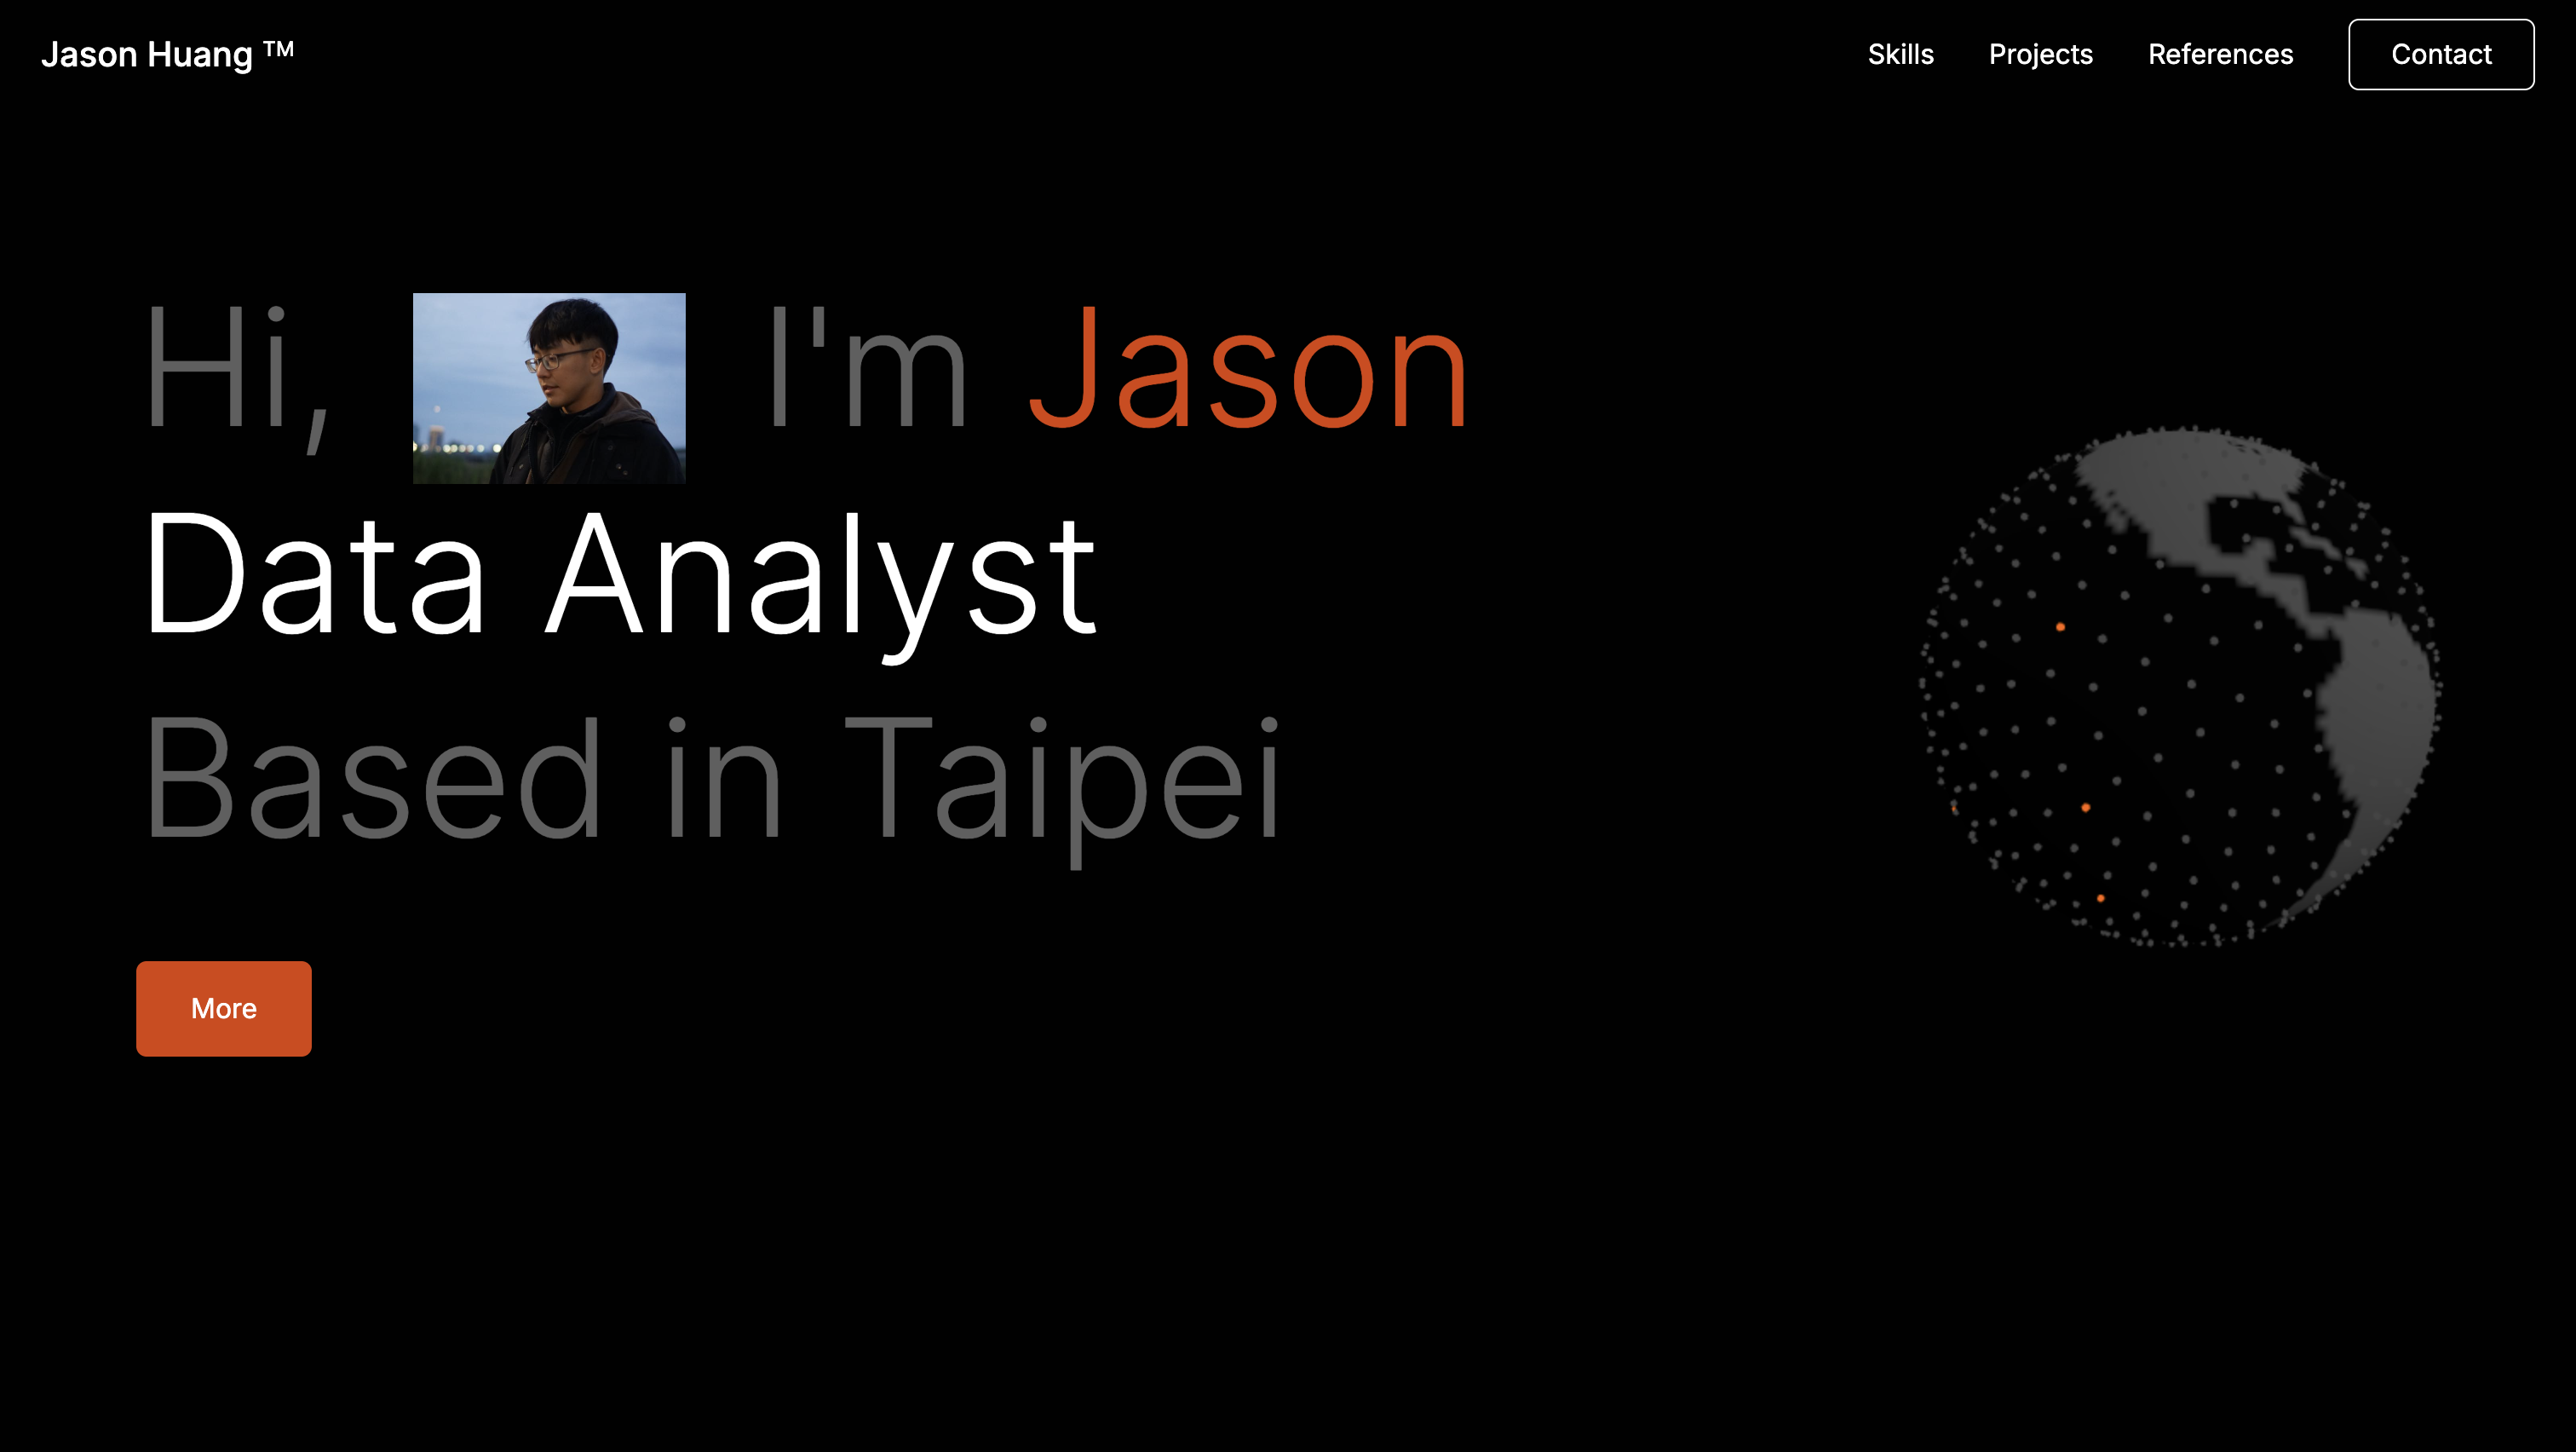 Jason Huang ™
Skills
Projects
References
Contact
Hi, I'm Jason
Data Analyst
Based in Taipei
More